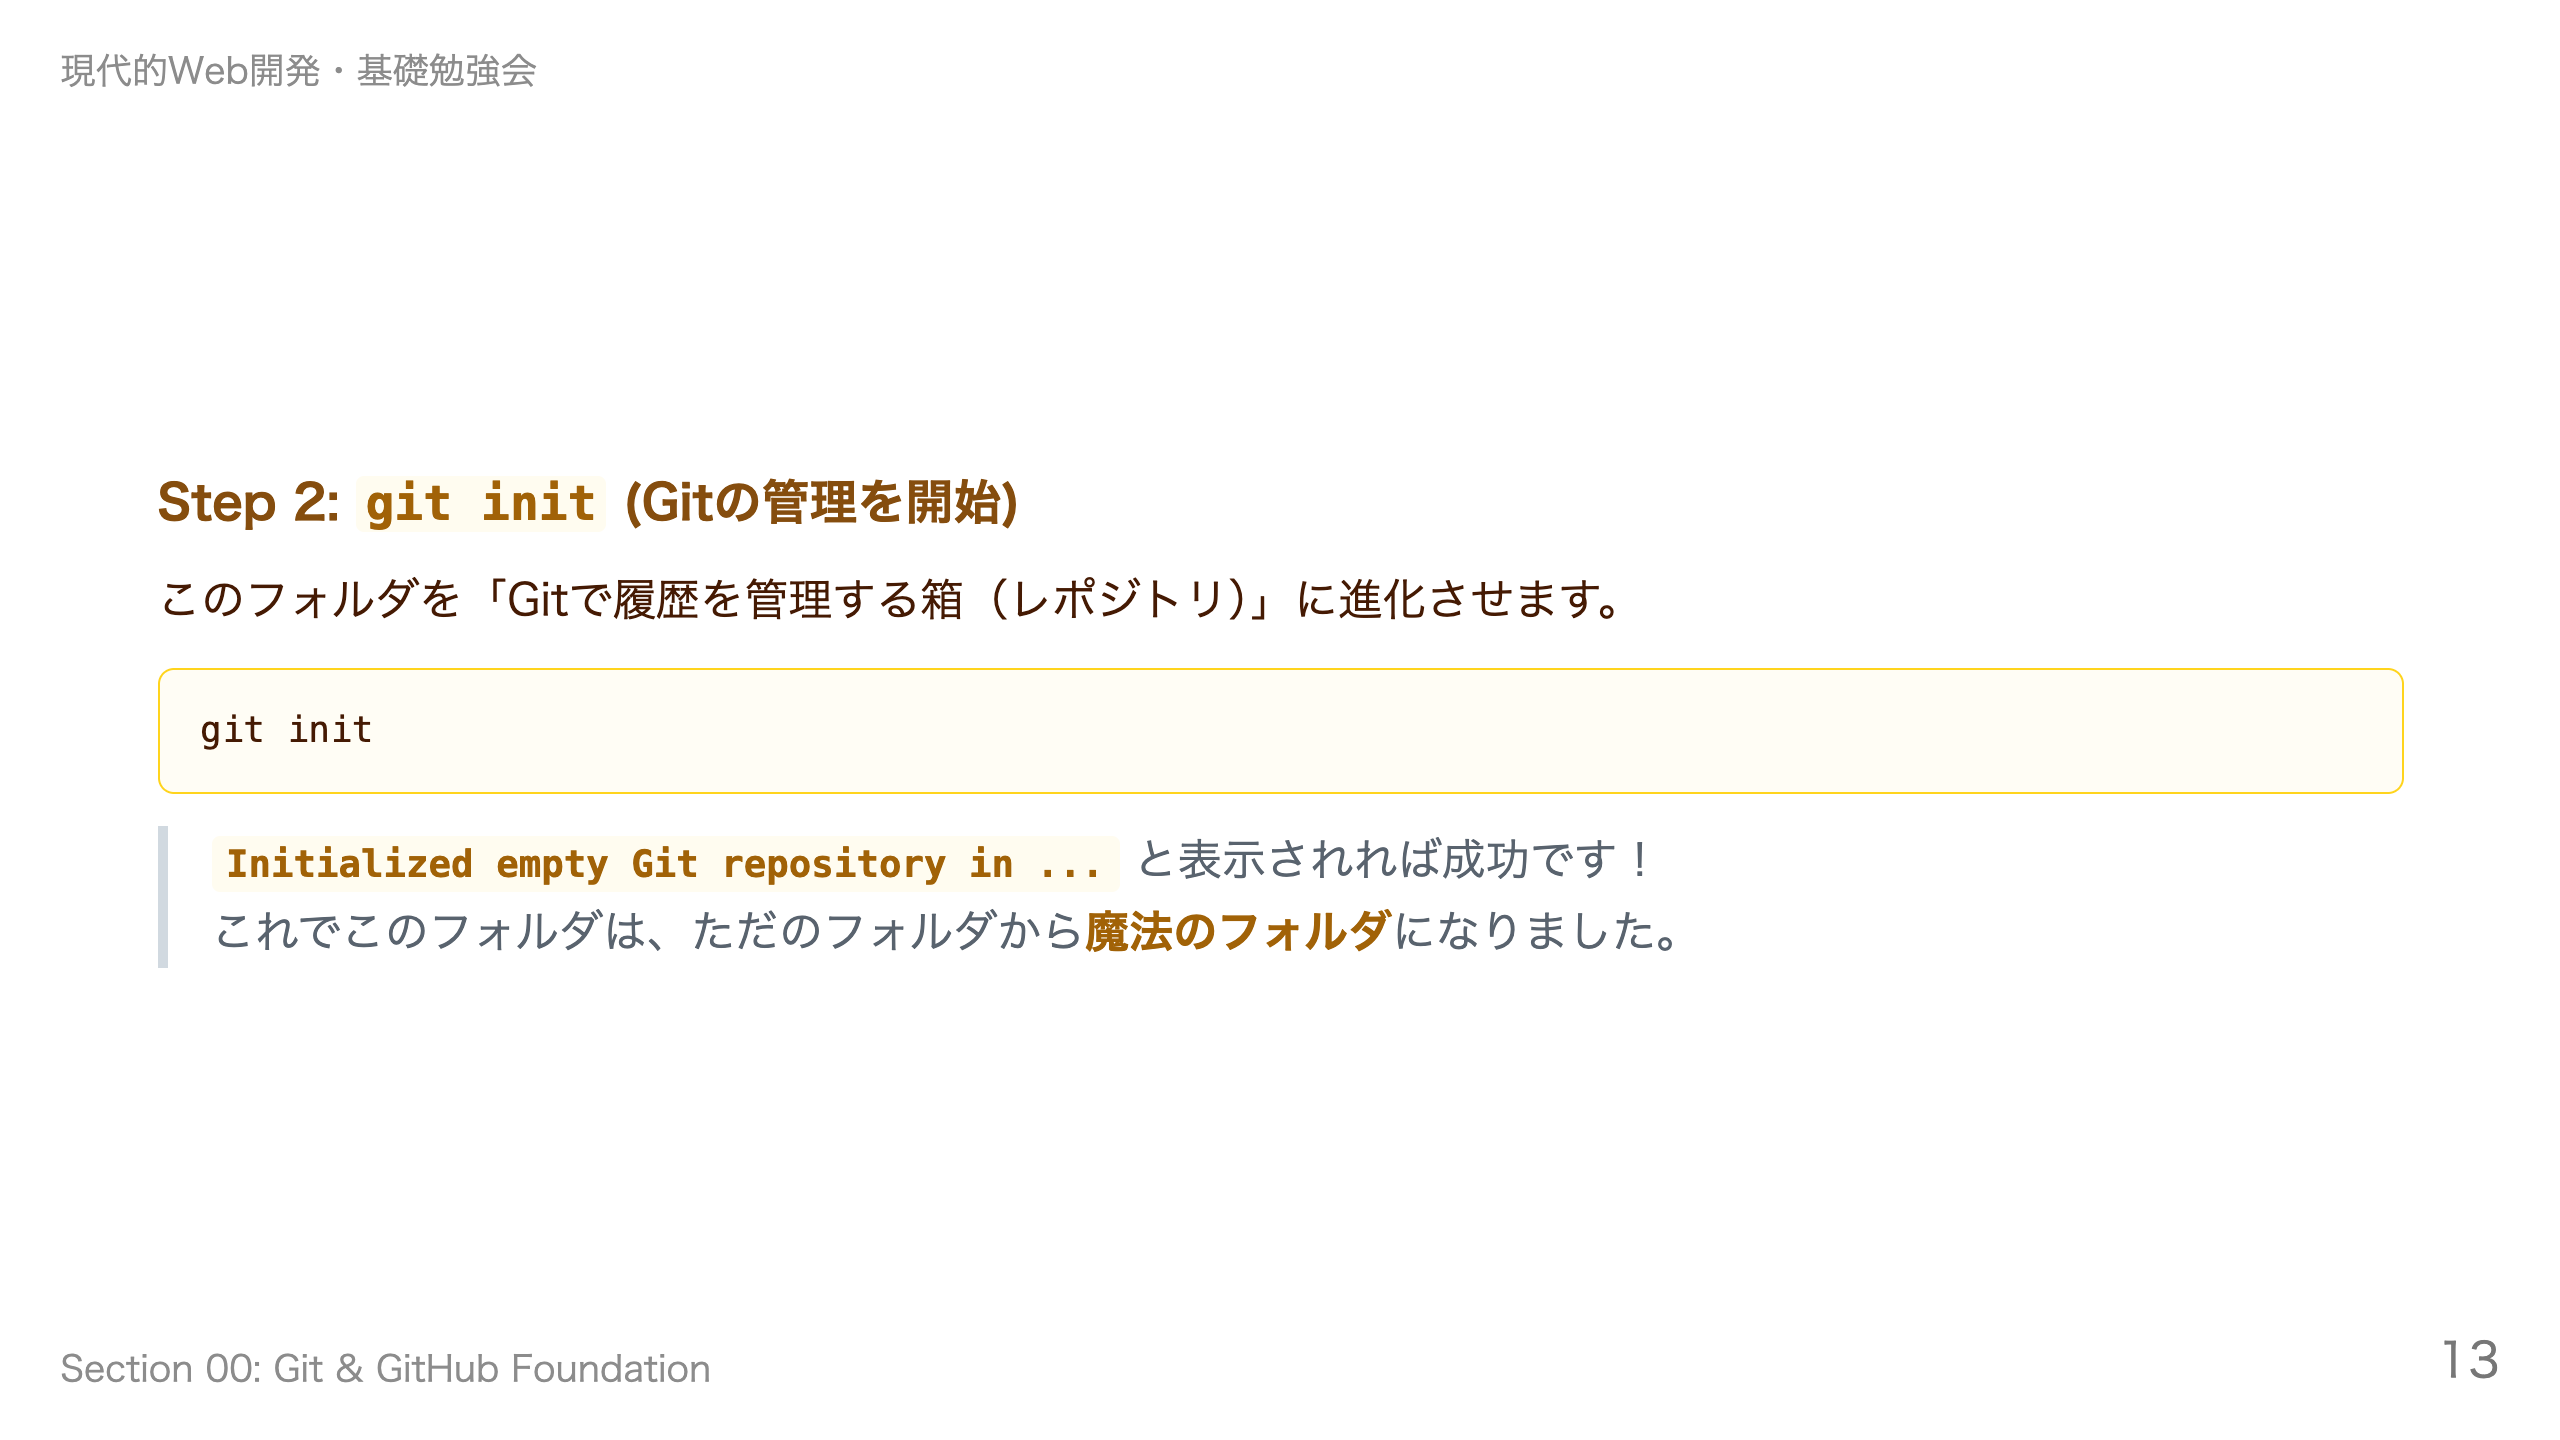 現代的Web開発・基礎勉強会
Step 2: git init (Gitの管理を開始)
このフォルダを「Gitで履歴を管理する箱（レポジトリ）」に進化させます。
git init
Initialized empty Git repository in ... と表示されれば成功です！
これでこのフォルダは、ただのフォルダから魔法のフォルダになりました。
Section 00: Git & GitHub Foundation
13